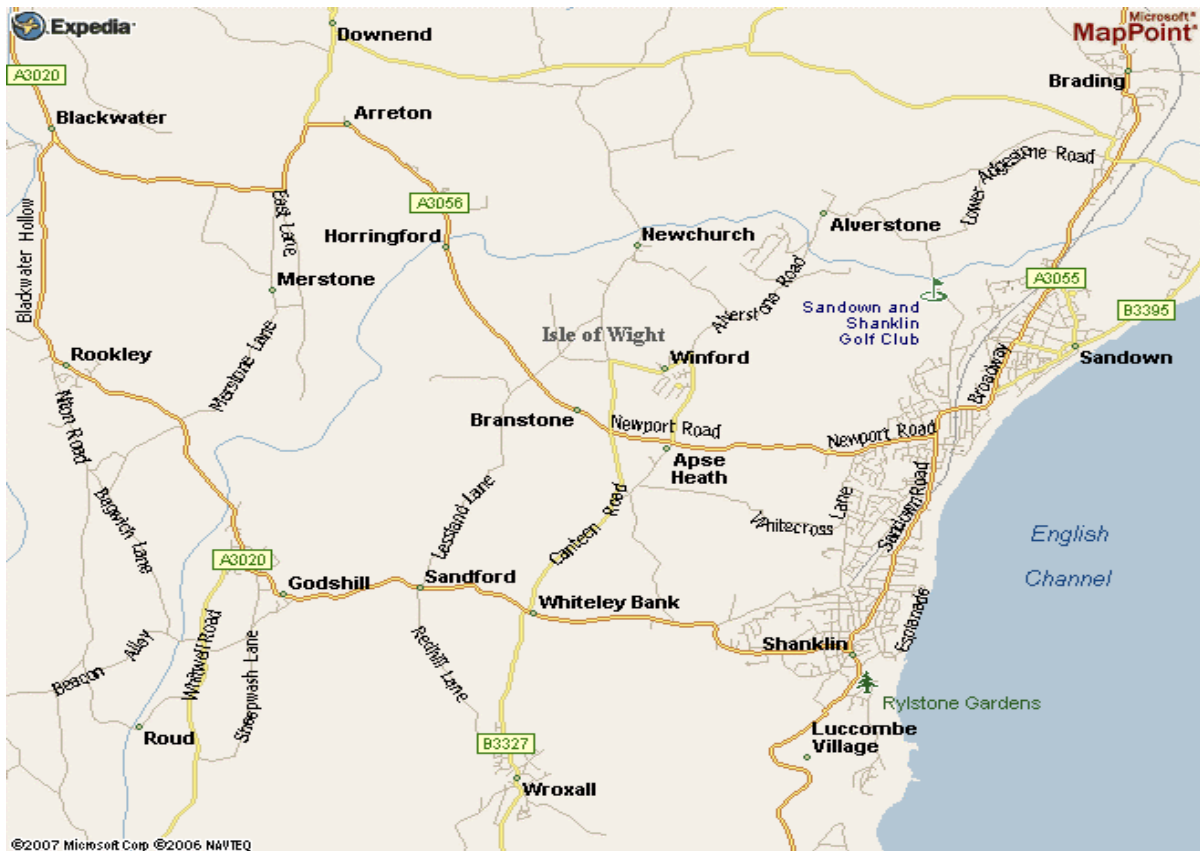 Expedia
Microsoft
MapPoint
Downend
A3020
Brading
Blackwater
Arreton
Lower Adgestone Road
A3056
East Lane
Blackwater Hollow
Horringford
Newchurch
Alverstone
Merstone
A3055
Alverstone Road
Sandown and
Shanklin
Golf Club
B3395
Isle of Wight
Rookley
Merstone Lane
Winford
Sandown
Broadway
Niton Road
Branstone
Newport Road
Newport Road
Apse
Heath
Bagwich Lane
Lessland Lane
Canteen Road
Whitecross Lane
Sandown Road
English
Channel
A3020
Godshill
Sandford
Whiteley Bank
Esplanade
Beacon Alley
Whitwell Road
Sheepwash Lane
Redhill Lane
Shanklin
Rylstone Gardens
Roud
B3327
Luccombe
Village
Wroxall
©2007 Microsoft Corp ©2006 NAVTEQ